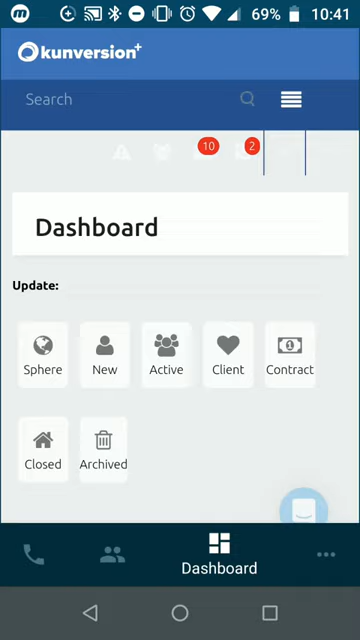 69% 10:41
kunversion+
Search
10 2
Dashboard
Update:
Sphere New Active Client Contract
Closed Archived
Dashboard